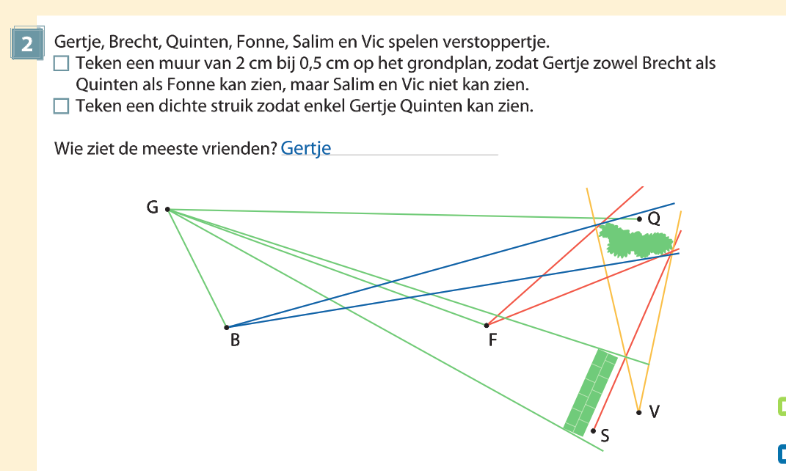 2
Gertje, Brecht, Quinten, Fonne, Salim en Vic spelen verstoppertje.
Teken een muur van 2 cm bij 0,5 cm op het grondplan, zodat Gertje zowel Brecht als
Quinten als Fonne kan zien, maar Salim en Vic niet kan zien.
Teken een dichte struik zodat enkel Gertje Quinten kan zien.
Wie ziet de meeste vrienden? Gertje
G
Q
B
F
V
S